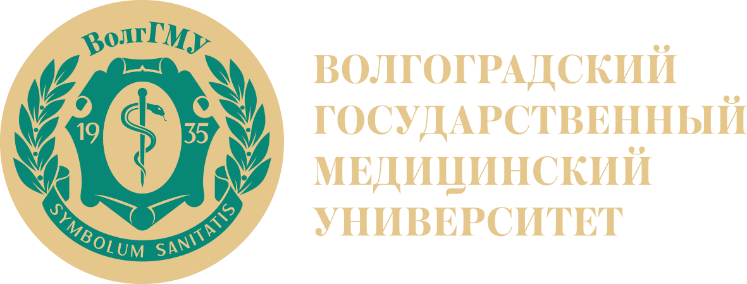 ВолгГМУ
19 35
SYMBOLUM SANITATIS
ВОЛГОГРАДСКИЙ
ГОСУДАРСТВЕННЫЙ
МЕДИЦИНСКИЙ
УНИВЕРСИТЕТ